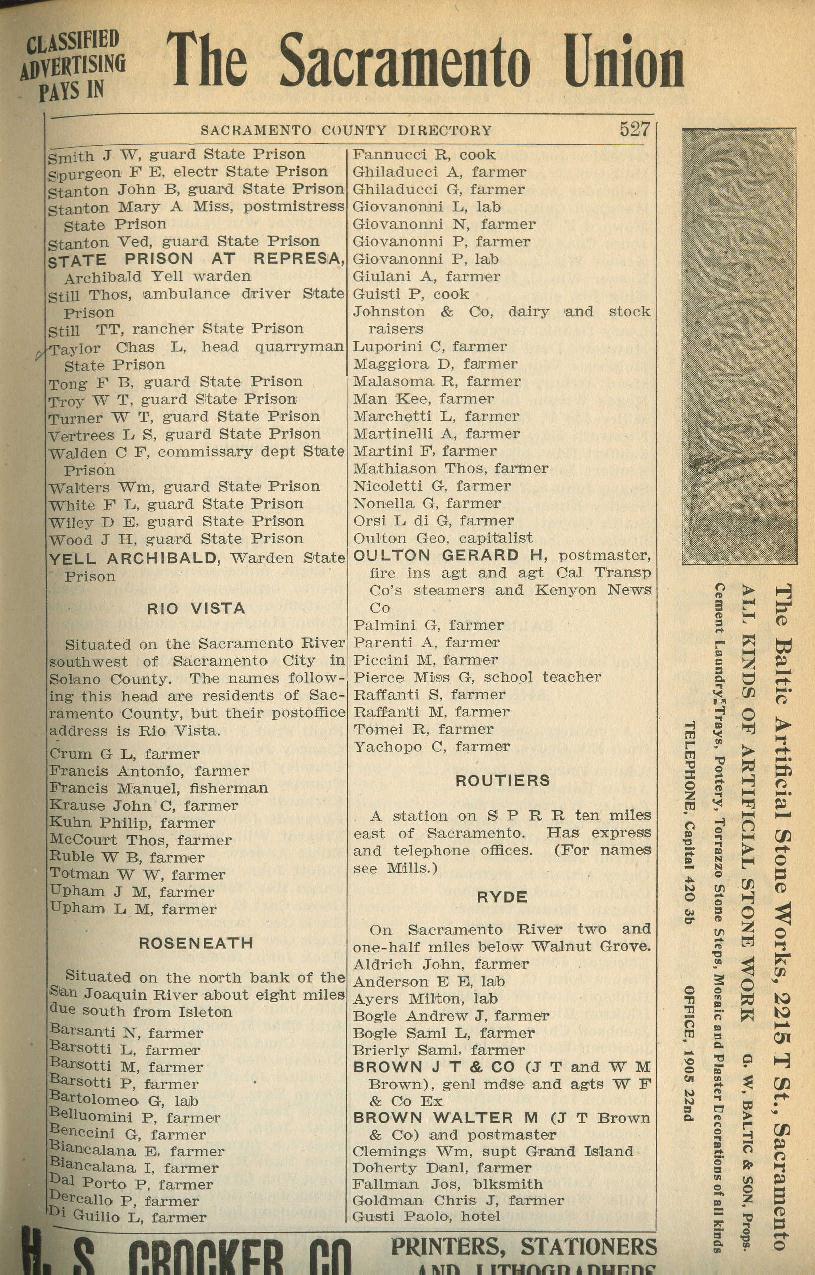 CLASSIFIED
ADVERTISING
PAYS IN
The Sacramento Union
SACRAMENTO COUNTY DIRECTORY 527
Smith J W, guard State Prison
Spurgeon F E, electr State Prison
Stanton John B, guard State Prison
Stanton Mary A Miss, postmistress
State Prison
Stanton Ved, guard State Prison
STATE PRISON AT REPRESA,
Archibald Yell warden
Still Thos, ambulance driver State
Prison
Still TT, rancher State Prison
Taylor Chas L, head quarryman
State Prison
Tong F B, guard State Prison
Troy W T, guard State Prison
Turner W T, guard State Prison
Vertrees L S, guard State Prison
Walden C F, commissary dept State
Prison
Walters Wm, guard State Prison
White F L, guard State Prison
Wiley D E, guard State Prison
Wood J H, guard State Prison
YELL ARCHIBALD, Warden State
Prison
RIO VISTA
Situated on the Sacramento River
southwest of Sacramento City in
Solano County. The names follow-
ing this head are residents of Sac-
ramento County, but their postoffice
address is Rio Vista.
Crum G L, farmer
Francis Antonio, farmer
Francis Manuel, fisherman
Krause John C, farmer
Kuhn Philip, farmer
McCourt Thos, farmer
Ruble W B, farmer
Totman W W, farmer
Upham J M, farmer
Upham L M, farmer
ROSENEATH
Situated on the north bank of the
San Joaquin River about eight miles
due south from Isleton
Barsanti N, farmer
Barsotti L, farmer
Barsotti M, farmer
Barsotti P, farmer
Bartolomeo G, lab
Belluomini P, farmer
Benccini G, farmer
Biancalana E, farmer
Biancalana I, farmer
Dal Porto P, farmer
Dercallo P, farmer
Di Guilio L, farmer
Fannucci R, cook
Ghiladucci A, farmer
Ghiladucci G, farmer
Giovanonni L, lab
Giovanonni N, farmer
Giovanonni P, farmer
Giovanonni P, lab
Giulani A, farmer
Guisti P, cook
Johnston & Co, dairy and stock
raisers
Luporini C, farmer
Maggiora D, farmer
Malasoma R, farmer
Man Kee, farmer
Marchetti L, farmer
Martinelli A, farmer
Martini F, farmer
Mathiason Thos, farmer
Nicoletti G, farmer
Nonella G, farmer
Orsi L di G, farmer
Oulton Geo, capitalist
OULTON GERARD H, postmaster,
fire ins agt and agt Cal Transp
Co's steamers and Kenyon News
Co
Palmini G, farmer
Parenti A, farmer
Piccini M, farmer
Pierce Miss G, school teacher
Raffanti S, farmer
Raffanti M, farmer
Tomei R, farmer
Yachopo C, farmer
ROUTIERS
A station on S P R R ten miles
east of Sacramento. Has express
and telephone offices. (For names
see Mills.)
RYDE
On Sacramento River two and
one-half miles below Walnut Grove.
Aldrich John, farmer
Anderson E E, lab
Ayers Milton, lab
Bogle Andrew J, farmer
Bogle Saml L, farmer
Brierly Saml, farmer
BROWN J T & CO (J T and W M
Brown), genl mdse and agts W F
& Co Ex
BROWN WALTER M (J T Brown
& Co) and postmaster
Clemings Wm, supt Grand Island
Doherty Danl, farmer
Fallman Jos, blksmith
Goldman Chris J, farmer
Gusti Paolo, hotel
The Baltic Artificial Stone Works, 2215 T St., Sacramento
ALL KINDS OF ARTIFICIAL STONE WORK G. W. BALTIC & SON, Props.
Cement Laundry Trays, Pottery, Torrazzo Stone Steps, Mosaic and Plaster Decorations of all kinds
TELEPHONE, Capital 420 3b OFFICE, 1905 22nd
H. S. CROCKER CO
PRINTERS, STATIONERS
AND LITHOGRAPHERS